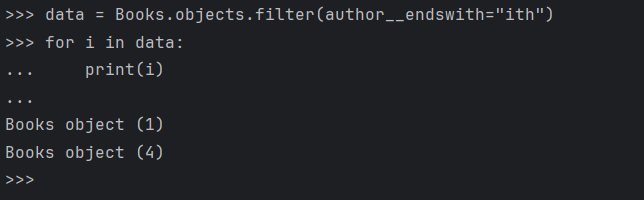 >>> data = Books.objects.filter(author__endswith="ith")
>>> for i in data:
...     print(i)
...
Books object (1)
Books object (4)
>>>